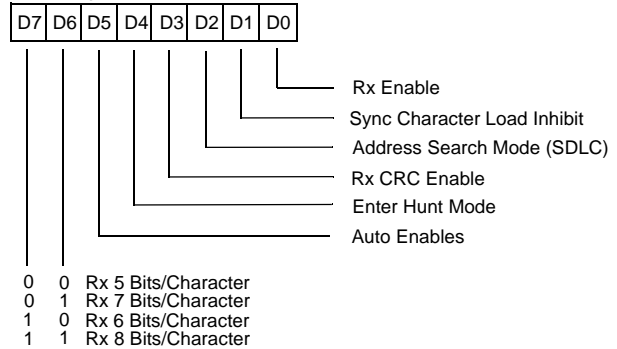 D7 D6 D5 D4 D3 D2 D1 D0
Rx Enable
Sync Character Load Inhibit
Address Search Mode (SDLC)
Rx CRC Enable
Enter Hunt Mode
Auto Enables
0 0 Rx 5 Bits/Character
0 1 Rx 7 Bits/Character
1 0 Rx 6 Bits/Character
1 1 Rx 8 Bits/Character